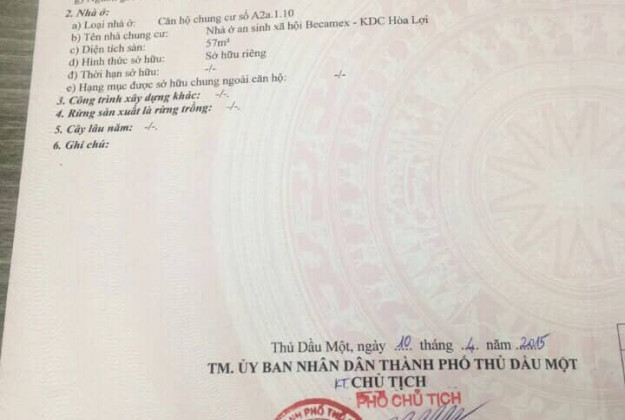 2. Nhà ở:
a) Loại nhà ở: Căn hộ chung cư số A2a.1.10
b) Tên nhà chung cư: Nhà ở an sinh xã hội Becamex - KDC Hòa Lợi
c) Diện tích sàn: 57m²
d) Hình thức sở hữu: Sở hữu riêng
đ) Thời hạn sở hữu: -/-
e) Hạng mục được sở hữu chung ngoài căn hộ: -/-
3. Công trình xây dựng khác: -/-
4. Rừng sản xuất là rừng trồng: -/-
5. Cây lâu năm: -/-
6. Ghi chú:
Thủ Dầu Một, ngày 10 tháng 4 năm 2015
TM. ỦY BAN NHÂN DÂN THÀNH PHỐ THỦ DẦU MỘT
KT CHỦ TỊCH
PHÓ CHỦ TỊCH